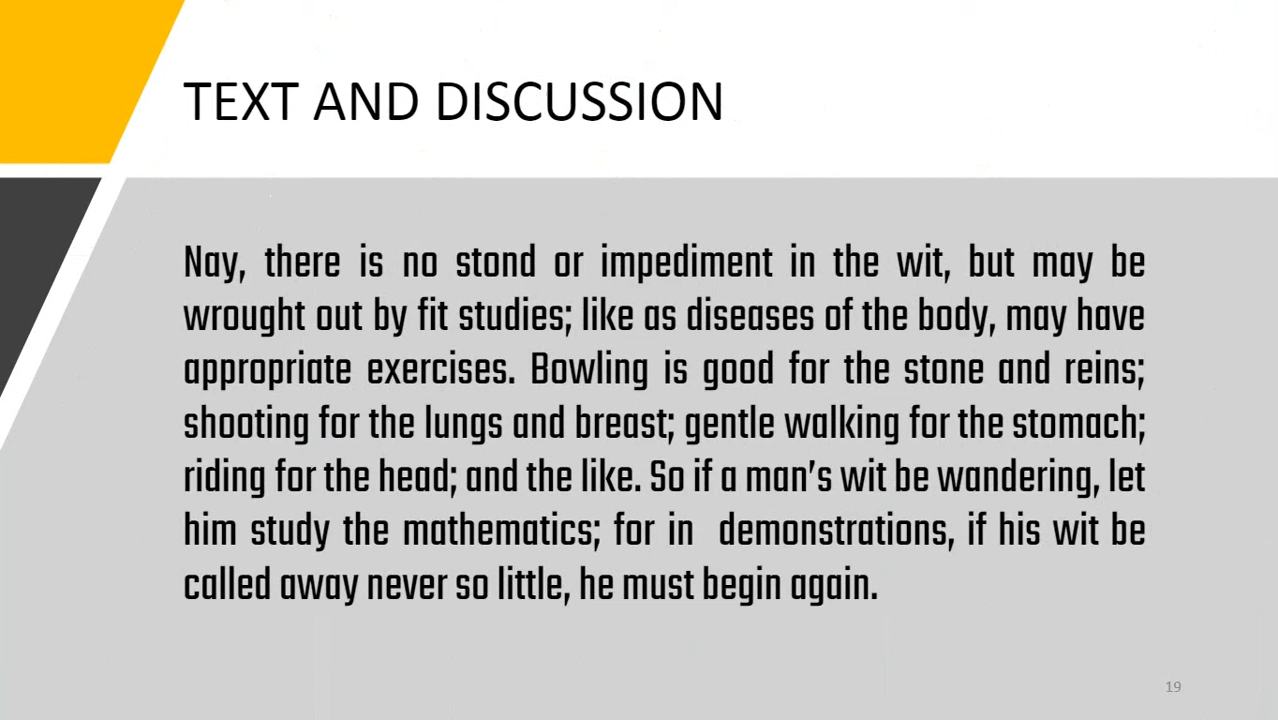 TEXT AND DISCUSSION
Nay, there is no stond or impediment in the wit, but may be
wrought out by fit studies; like as diseases of the body, may have
appropriate exercises. Bowling is good for the stone and reins;
shooting for the lungs and breast; gentle walking for the stomach;
riding for the head; and the like. So if a man’s wit be wandering, let
him study the mathematics; for in demonstrations, if his wit be
called away never so little, he must begin again.
19